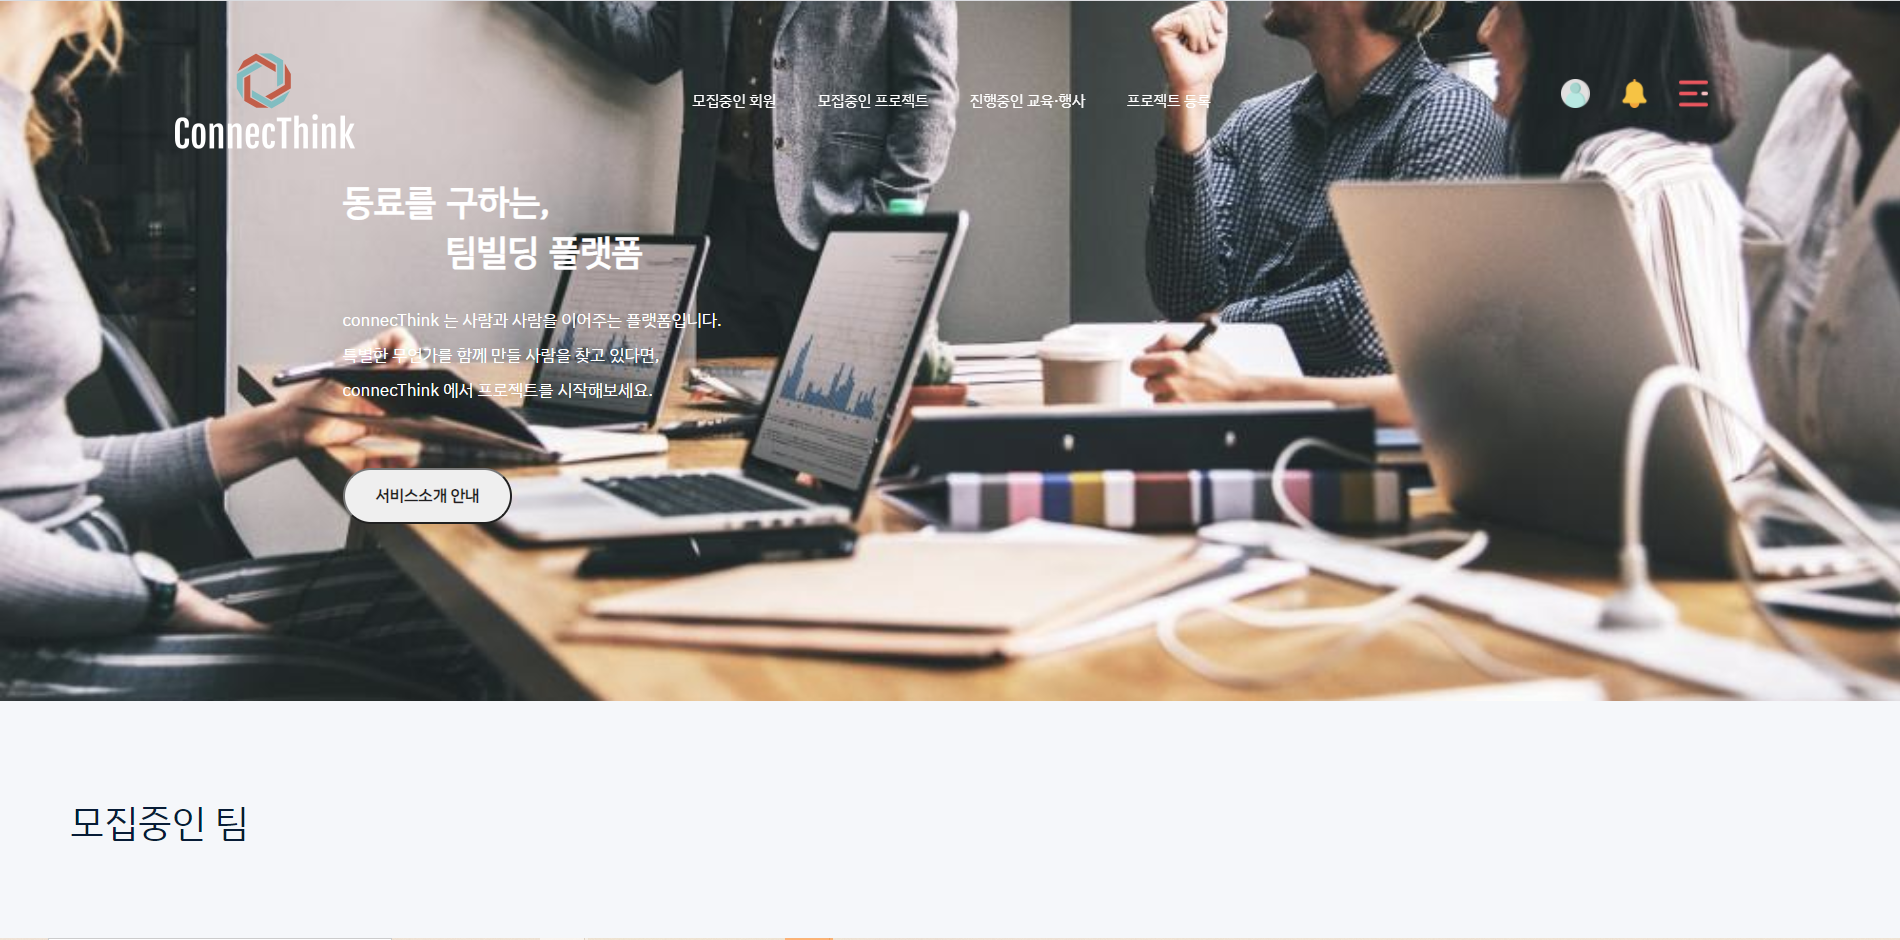 ConnecThink
모집중인 회원
모집중인 프로젝트
진행중인 교육·행사
프로젝트 등록
동료를 구하는,
팀빌딩 플랫폼
connecThink 는 사람과 사람을 이어주는 플랫폼입니다.
특별한 무언가를 함께 만들 사람을 찾고 있다면,
connecThink 에서 프로젝트를 시작해보세요.
서비스소개 안내
모집중인 팀